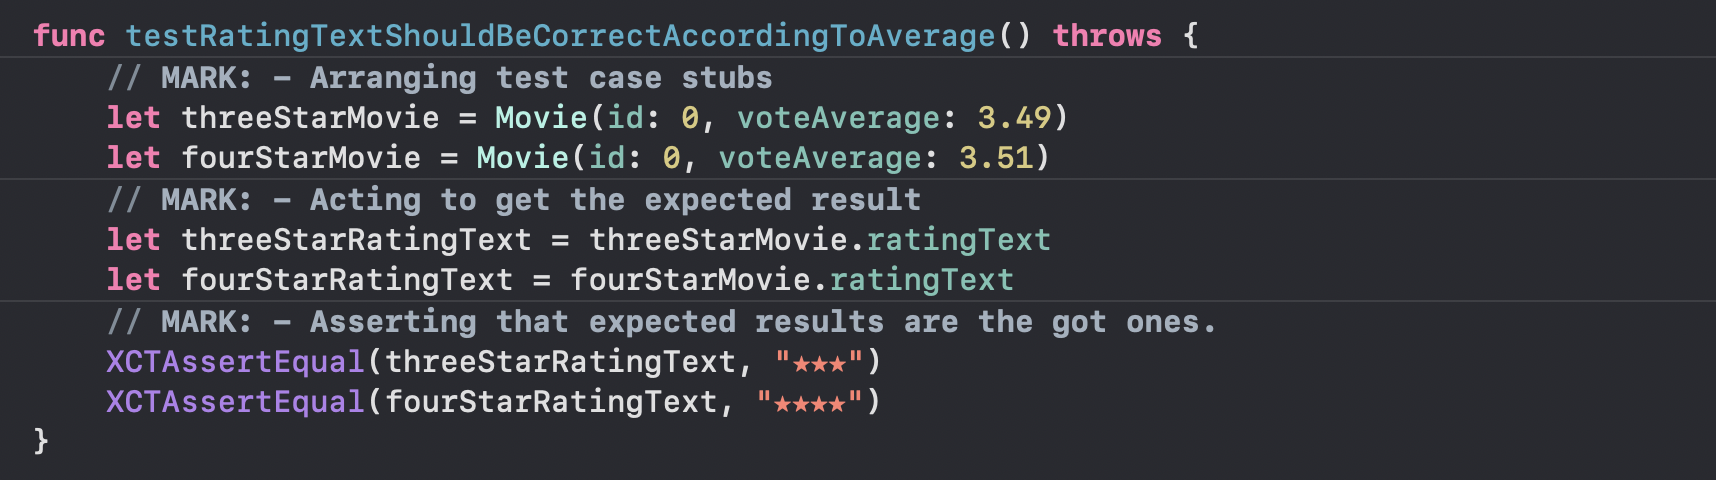 func testRatingTextShouldBeCorrectAccordingToAverage() throws {
// MARK: - Arranging test case stubs
let threeStarMovie = Movie(id: 0, voteAverage: 3.49)
let fourStarMovie = Movie(id: 0, voteAverage: 3.51)
// MARK: - Acting to get the expected result
let threeStarRatingText = threeStarMovie.ratingText
let fourStarRatingText = fourStarMovie.ratingText
// MARK: - Asserting that expected results are the got ones.
XCTAssertEqual(threeStarRatingText, "★★★")
XCTAssertEqual(fourStarRatingText, "★★★★")
}